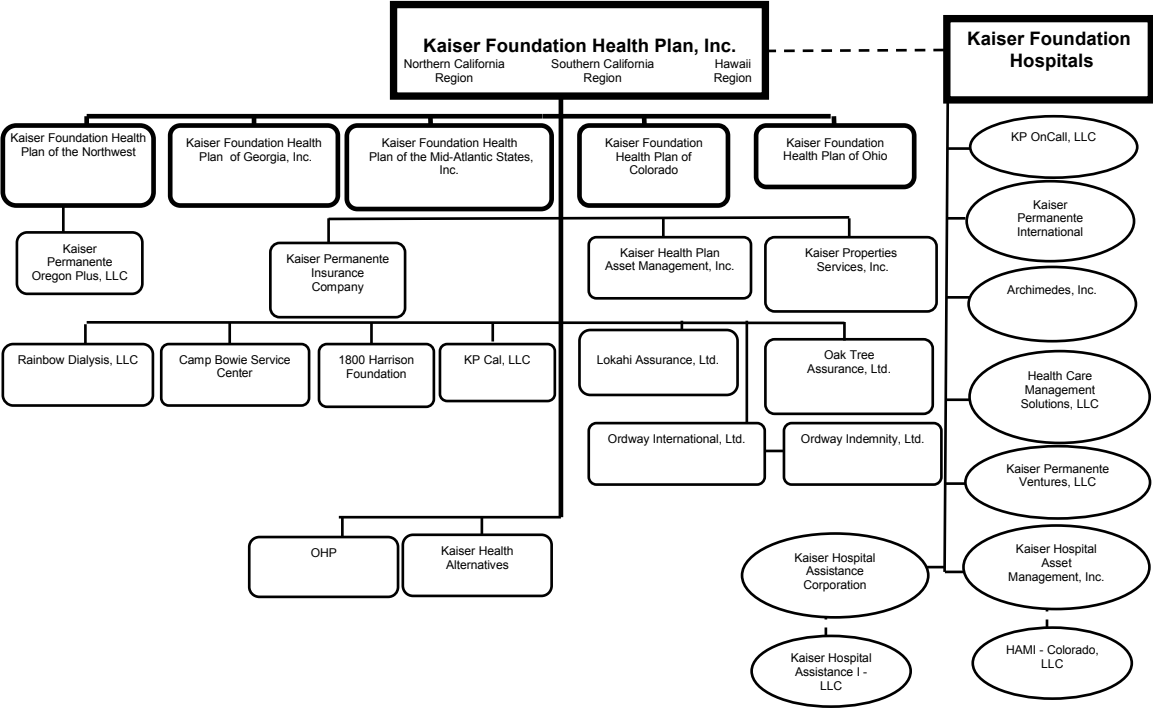 Kaiser Foundation Health Plan, Inc.
Northern California
Region
Southern California
Region
Hawaii
Region
Kaiser Foundation
Hospitals
Kaiser Foundation Health
Plan of the Northwest
Kaiser Foundation Health
Plan of Georgia, Inc.
Kaiser Foundation Health
Plan of the Mid-Atlantic States,
Inc.
Kaiser Foundation
Health Plan of
Colorado
Kaiser Foundation
Health Plan of Ohio
KP OnCall, LLC
Kaiser
Permanente
International
Kaiser
Permanente
Oregon Plus, LLC
Kaiser Permanente
Insurance
Company
Kaiser Health Plan
Asset Management, Inc.
Kaiser Properties
Services, Inc.
Archimedes, Inc.
Rainbow Dialysis, LLC
Camp Bowie Service
Center
1800 Harrison
Foundation
KP Cal, LLC
Lokahi Assurance, Ltd.
Oak Tree
Assurance, Ltd.
Health Care
Management
Solutions, LLC
Ordway International, Ltd.
Ordway Indemnity, Ltd.
Kaiser Permanente
Ventures, LLC
OHP
Kaiser Health
Alternatives
Kaiser Hospital
Assistance
Corporation
Kaiser Hospital
Asset
Management, Inc.
Kaiser Hospital
Assistance I -
LLC
HAMI - Colorado,
LLC